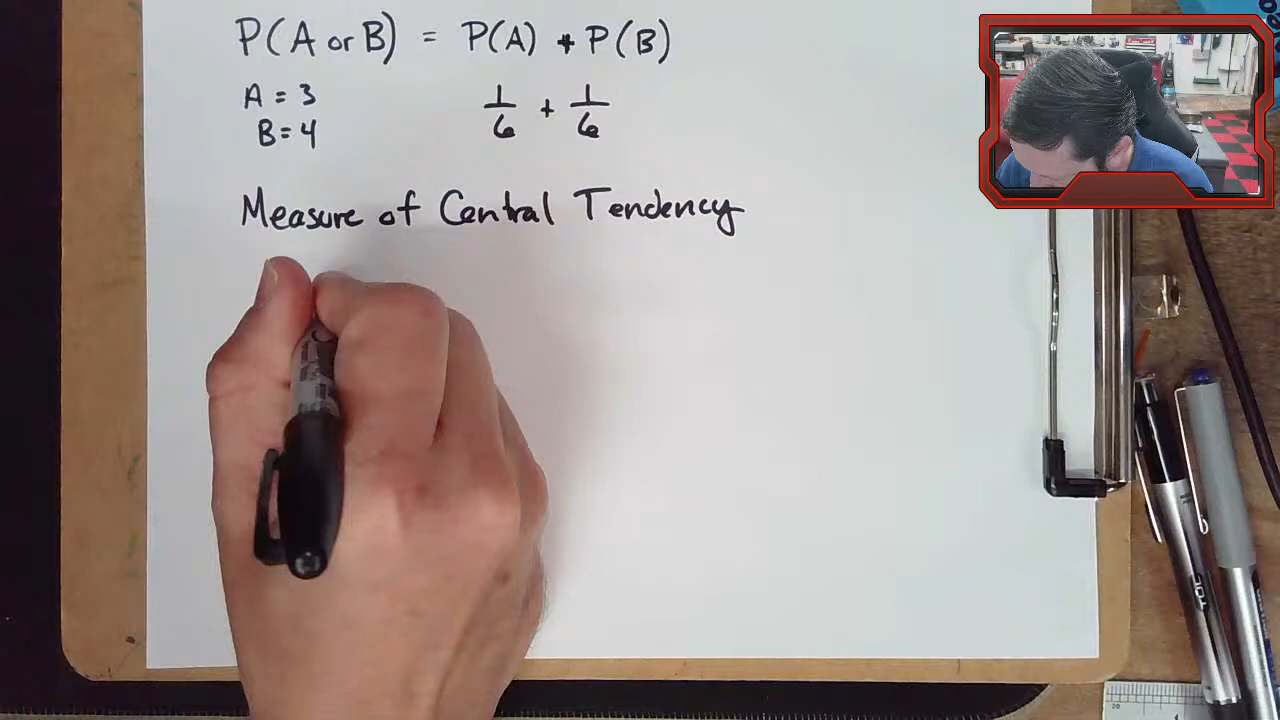 P(A or B) = P(A) + P(B)
A = 3
B = 4
1/6 + 1/6
Measure of Central Tendency